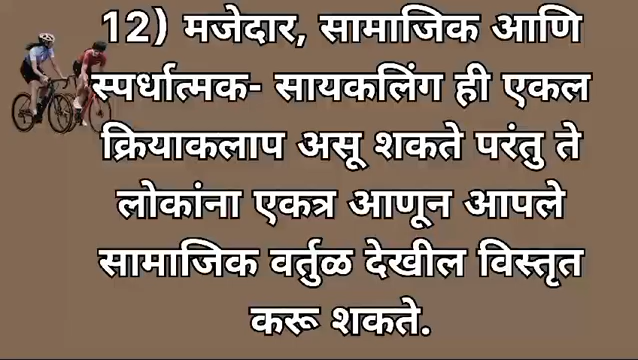 12) मजेदार, सामाजिक आणि
स्पर्धात्मक- सायकलिंग ही एकल
क्रियाकलाप असू शकते परंतु ते
लोकांना एकत्र आणून आपले
सामाजिक वर्तुळ देखील विस्तृत
करू शकते.